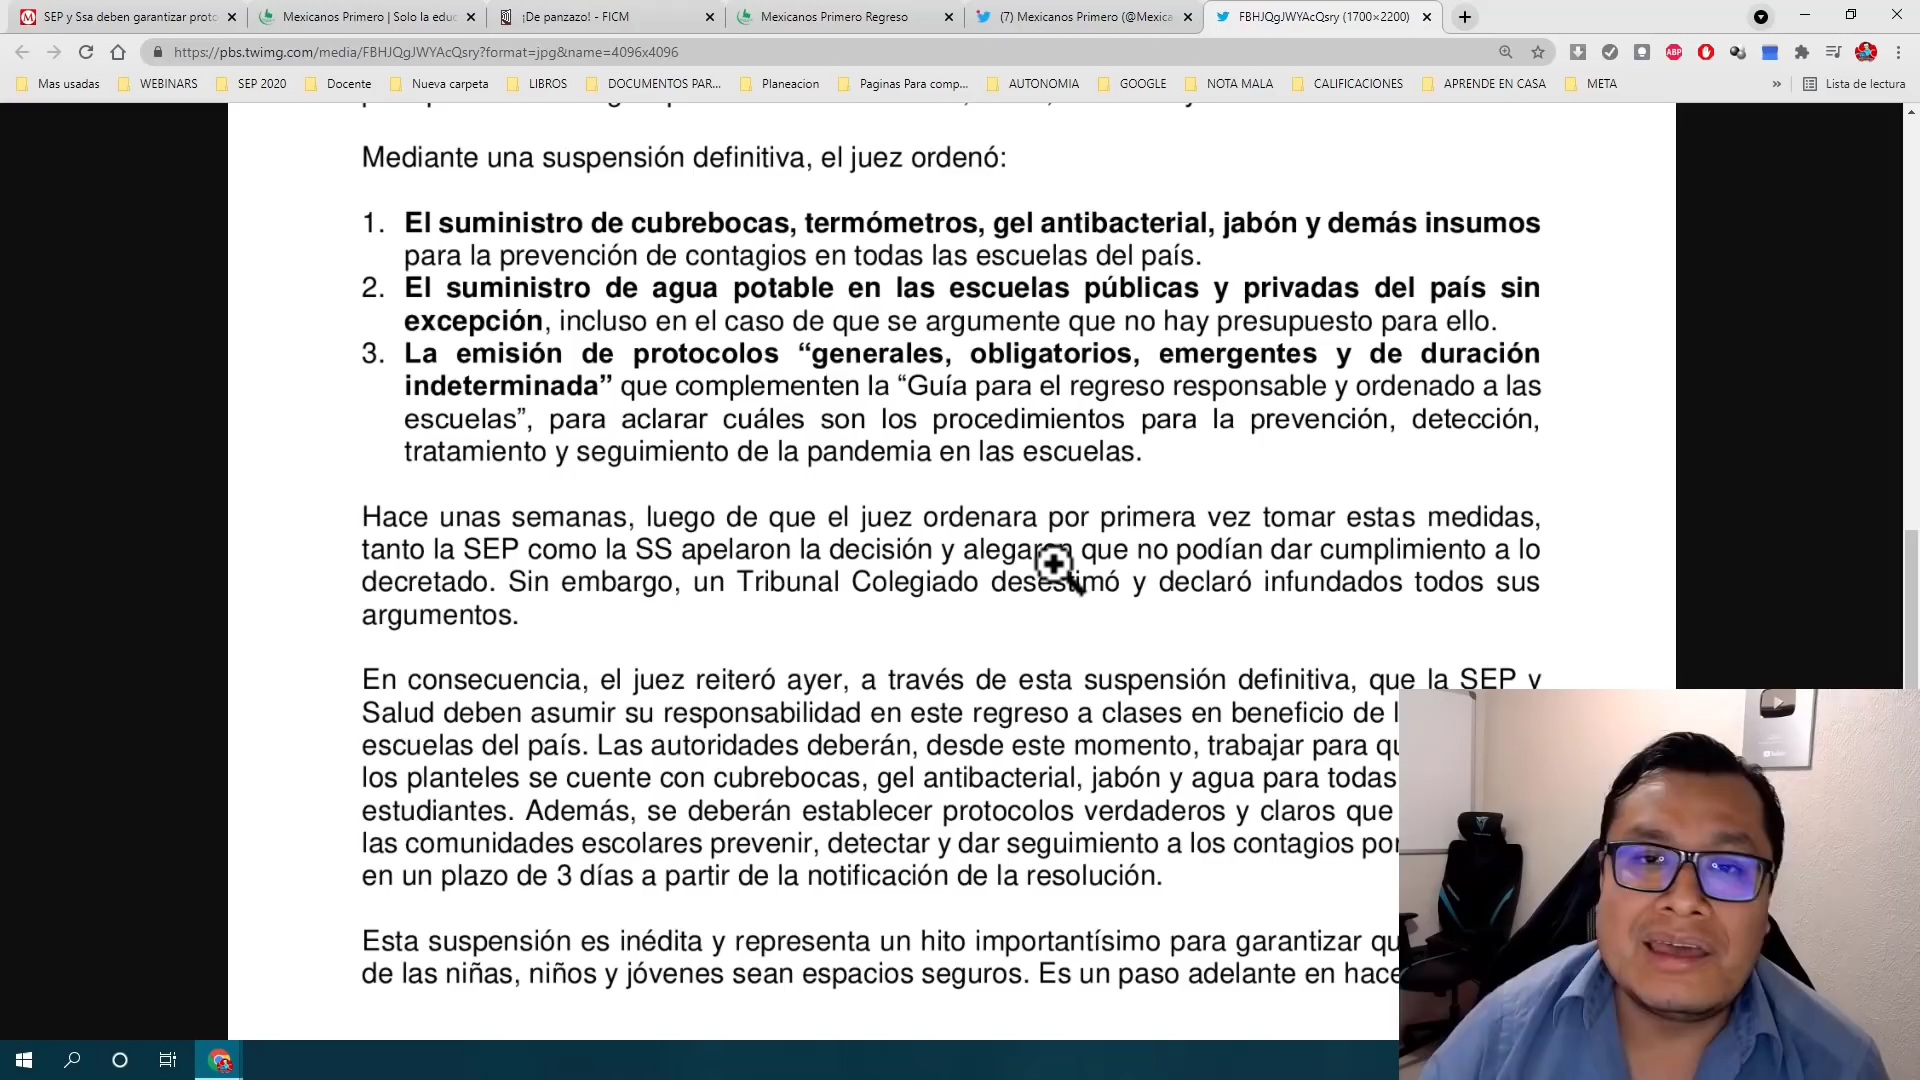 SEP y Ssa deben garantizar proto
Mexicanos Primero | Solo la educ
¡De panzazo! - FICM
Mexicanos Primero Regreso
(7) Mexicanos Primero (@Mexica
FBHJQgJWYAcQsry (1700×2200)
https://pbs.twimg.com/media/FBHJQgJWYAcQsry?format=jpg&name=4096x4096
Mas usadas
WEBINARS
SEP 2020
Docente
Nueva carpeta
LIBROS
DOCUMENTOS PAR...
Planeacion
Paginas Para comp...
AUTONOMIA
GOOGLE
NOTA MALA
CALIFICACIONES
APRENDE EN CASA
META
»
Lista de lectura
Mediante una suspensión definitiva, el juez ordenó:
1. El suministro de cubrebocas, termómetros, gel antibacterial, jabón y demás insumos
para la prevención de contagios en todas las escuelas del país.
2. El suministro de agua potable en las escuelas públicas y privadas del país sin
excepción, incluso en el caso de que se argumente que no hay presupuesto para ello.
3. La emisión de protocolos “generales, obligatorios, emergentes y de duración
indeterminada” que complementen la “Guía para el regreso responsable y ordenado a las
escuelas”, para aclarar cuáles son los procedimientos para la prevención, detección,
tratamiento y seguimiento de la pandemia en las escuelas.
Hace unas semanas, luego de que el juez ordenara por primera vez tomar estas medidas,
tanto la SEP como la SS apelaron la decisión y alegaron que no podían dar cumplimiento a lo
decretado. Sin embargo, un Tribunal Colegiado desestimó y declaró infundados todos sus
argumentos.
En consecuencia, el juez reiteró ayer, a través de esta suspensión definitiva, que la SEP y
Salud deben asumir su responsabilidad en este regreso a clases en beneficio de l
escuelas del país. Las autoridades deberán, desde este momento, trabajar para qu
los planteles se cuente con cubrebocas, gel antibacterial, jabón y agua para todas
estudiantes. Además, se deberán establecer protocolos verdaderos y claros que
las comunidades escolares prevenir, detectar y dar seguimiento a los contagios por
en un plazo de 3 días a partir de la notificación de la resolución.
Esta suspensión es inédita y representa un hito importantísimo para garantizar qu
de las niñas, niños y jóvenes sean espacios seguros. Es un paso adelante en hace